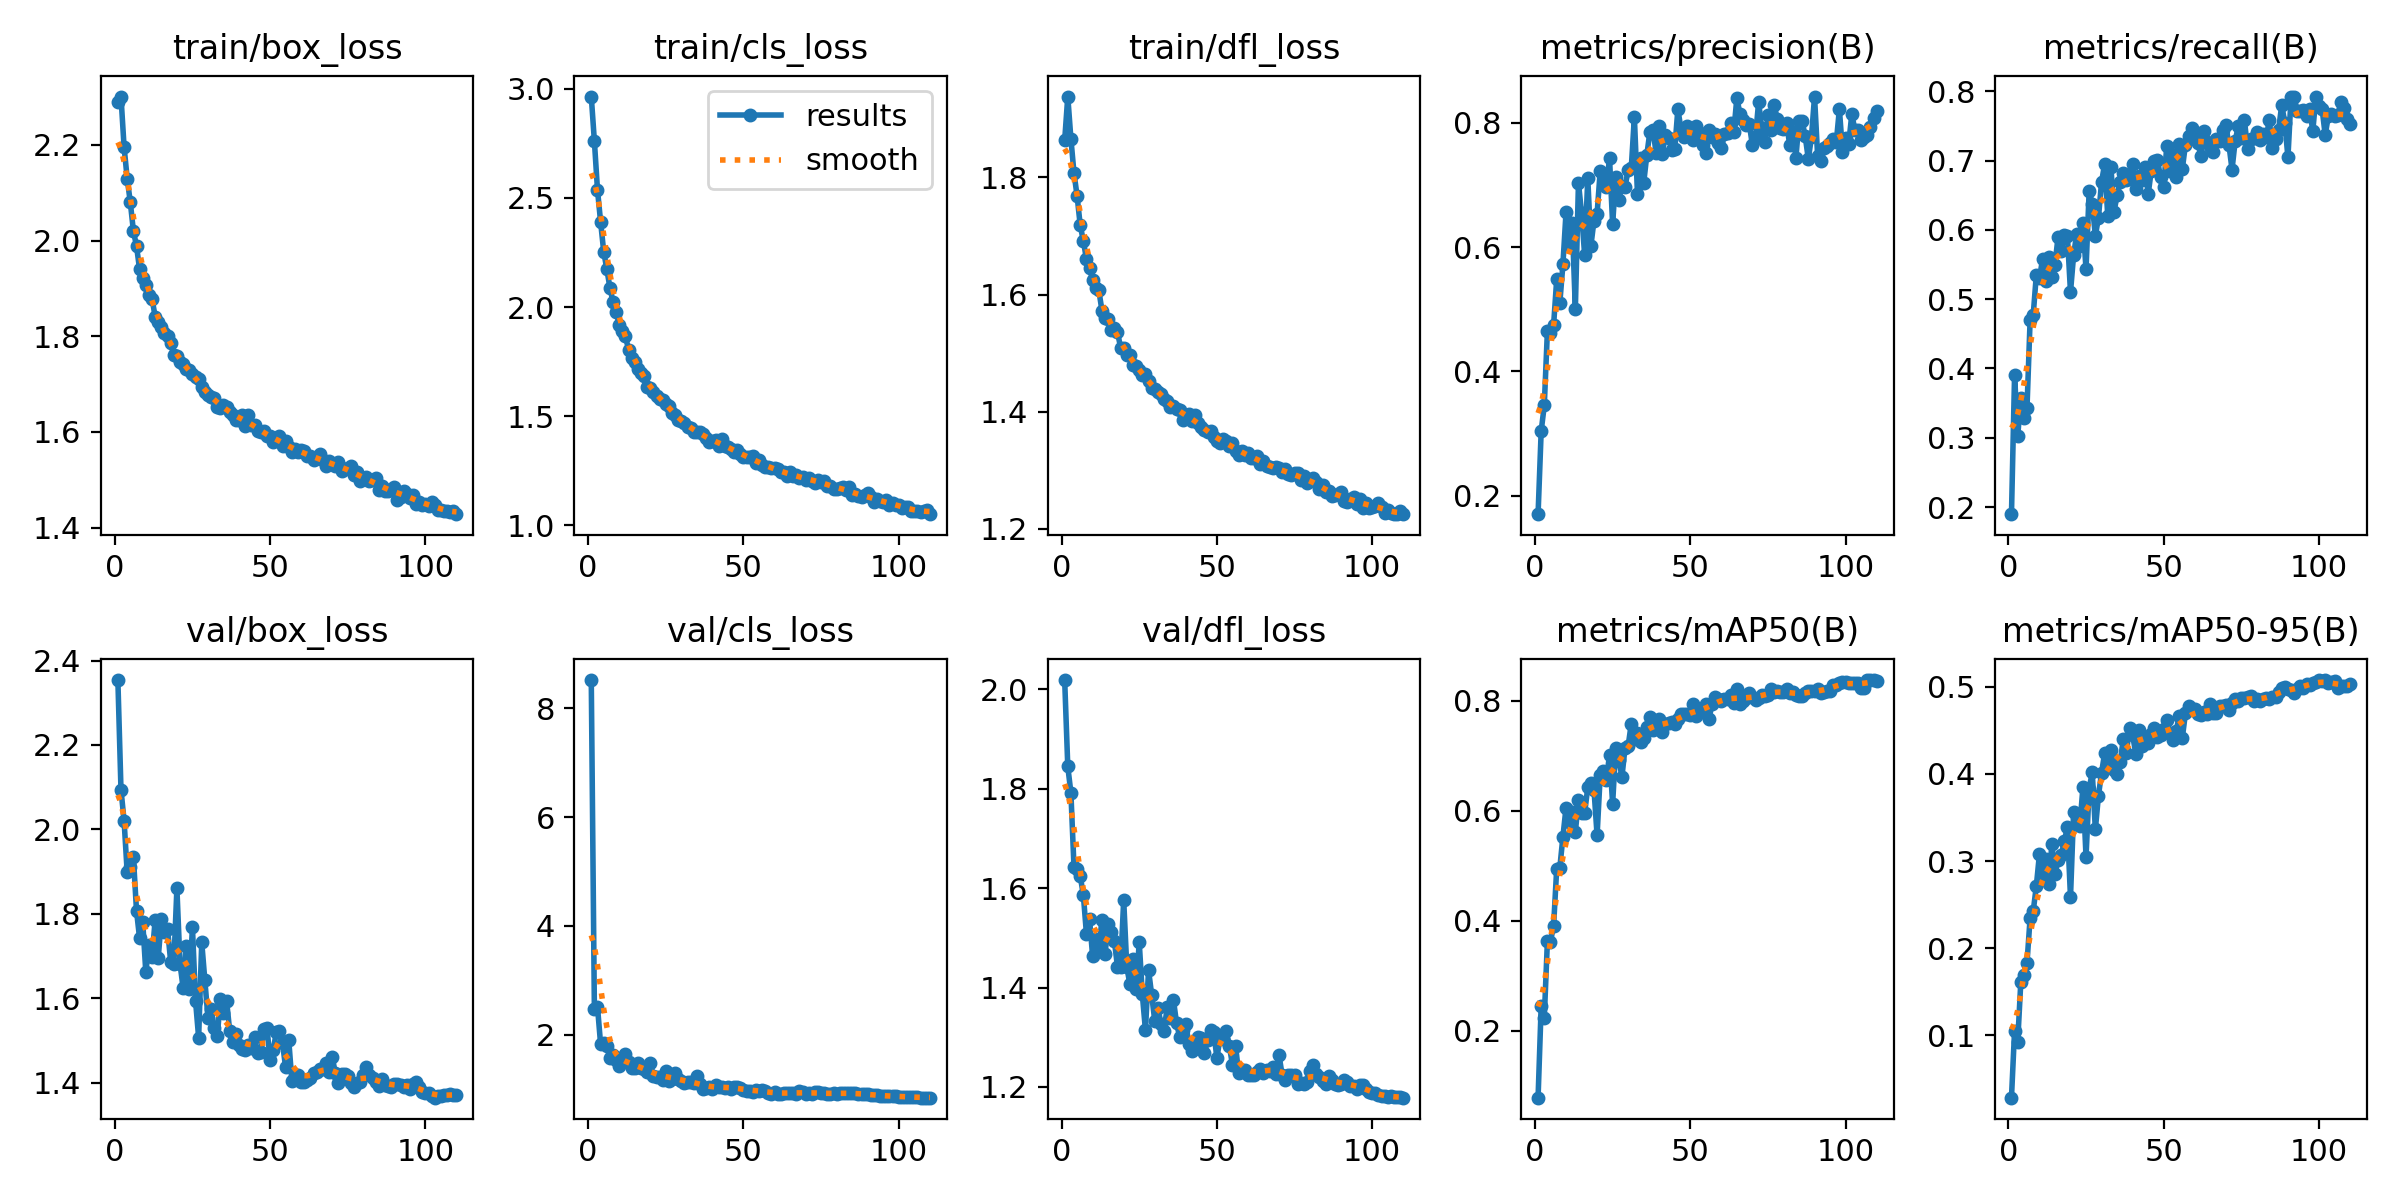 train/box_loss
2.2
2.0
1.8
1.6
1.4
0 50 100
train/cls_loss
results
smooth
3.0
2.5
2.0
1.5
1.0
0 50 100
train/dfl_loss
1.8
1.6
1.4
1.2
0 50 100
metrics/precision(B)
0.8
0.6
0.4
0.2
0 50 100
metrics/recall(B)
0.8
0.7
0.6
0.5
0.4
0.3
0.2
0 50 100
val/box_loss
2.4
2.2
2.0
1.8
1.6
1.4
0 50 100
val/cls_loss
8
6
4
2
0 50 100
val/dfl_loss
2.0
1.8
1.6
1.4
1.2
0 50 100
metrics/mAP50(B)
0.8
0.6
0.4
0.2
0 50 100
metrics/mAP50-95(B)
0.5
0.4
0.3
0.2
0.1
0 50 100